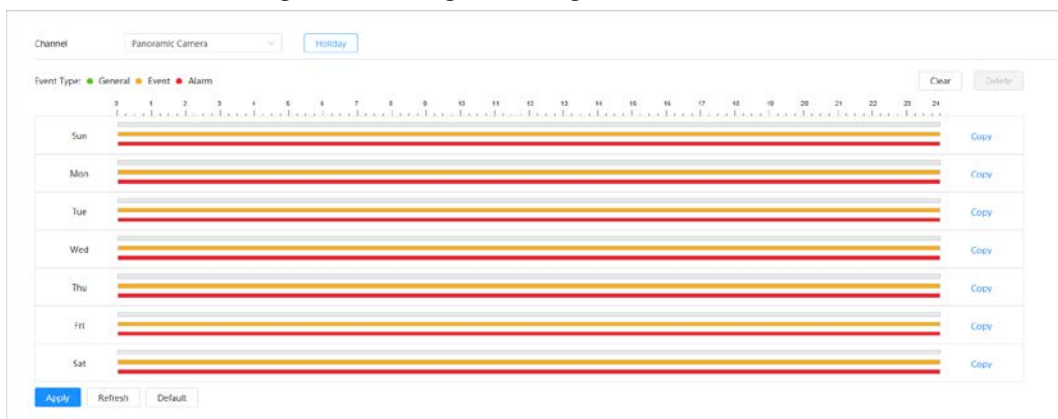 Channel Panoramic Camera Holiday
Event Type: General Event Alarm Clear Delete
0 1 2 3 4 5 6 7 8 9 10 11 12 13 14 15 16 17 18 19 20 21 22 23 24
Sun Copy
Mon Copy
Tue Copy
Wed Copy
Thu Copy
Fri Copy
Sat Copy
Apply Refresh Default